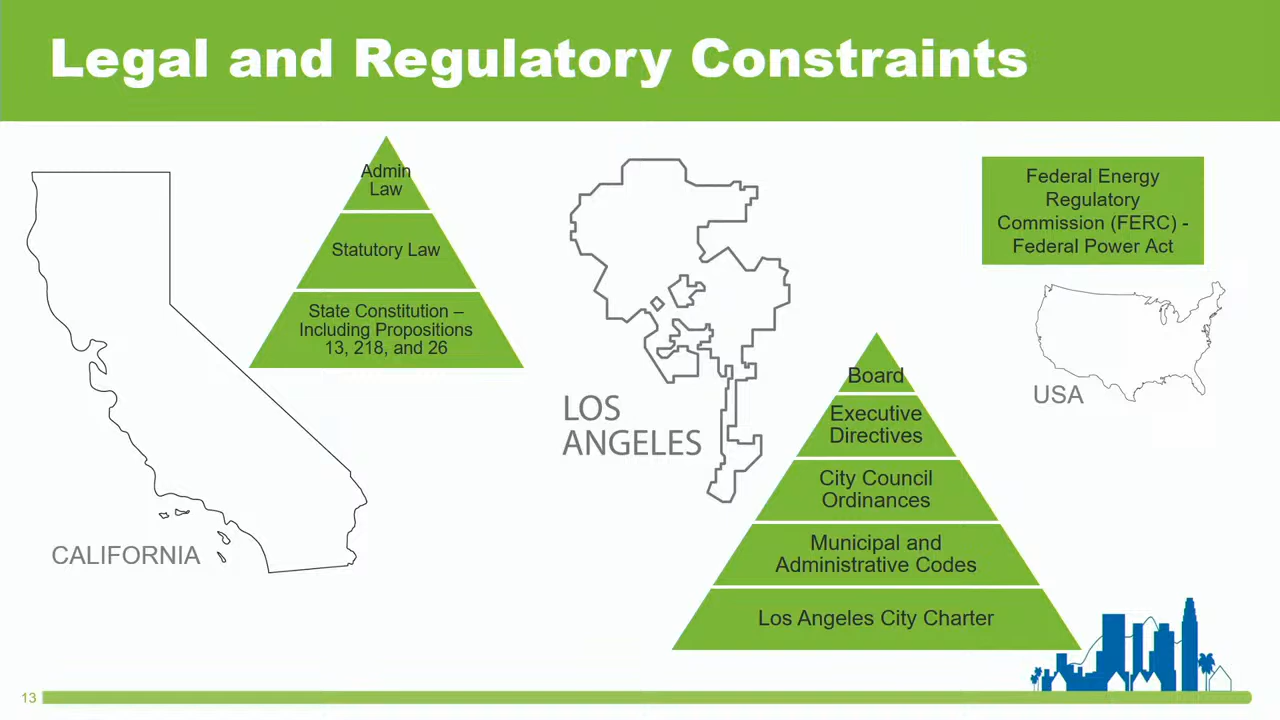 Legal and Regulatory Constraints
Admin
Law
Statutory Law
State Constitution –
Including Propositions
13, 218, and 26
CALIFORNIA
LOS
ANGELES
Board
Executive
Directives
City Council
Ordinances
Municipal and
Administrative Codes
Los Angeles City Charter
Federal Energy
Regulatory
Commission (FERC) -
Federal Power Act
USA
13